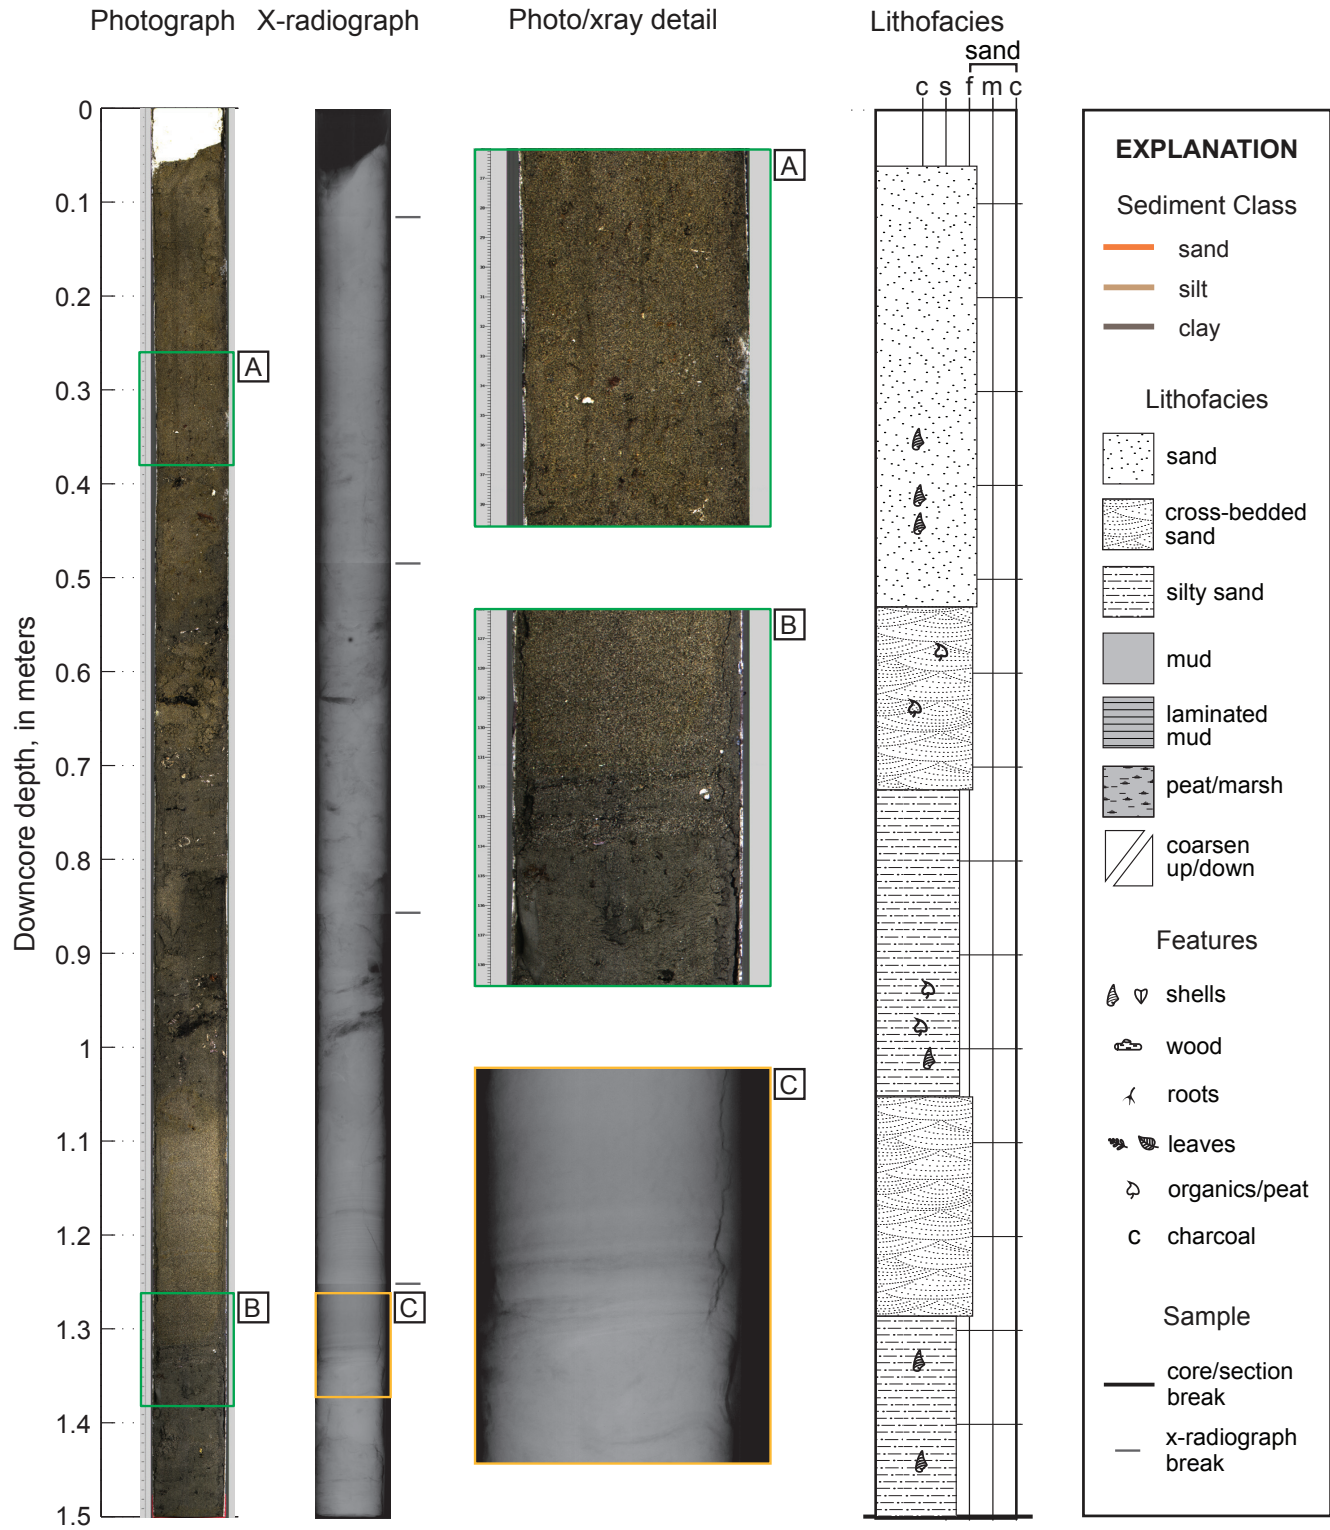 Photograph
X-radiograph
Photo/xray detail
Lithofacies
sand
c s f m c
Downcore depth, in meters
0
0.1
0.2
0.3
0.4
0.5
0.6
0.7
0.8
0.9
1
1.1
1.2
1.3
1.4
1.5
A
B
C
A
B
C
EXPLANATION
Sediment Class
sand
silt
clay
Lithofacies
sand
cross-bedded
sand
silty sand
mud
laminated
mud
peat/marsh
coarsen
up/down
Features
shells
wood
roots
leaves
organics/peat
c charcoal
Sample
core/section
break
x-radiograph
break